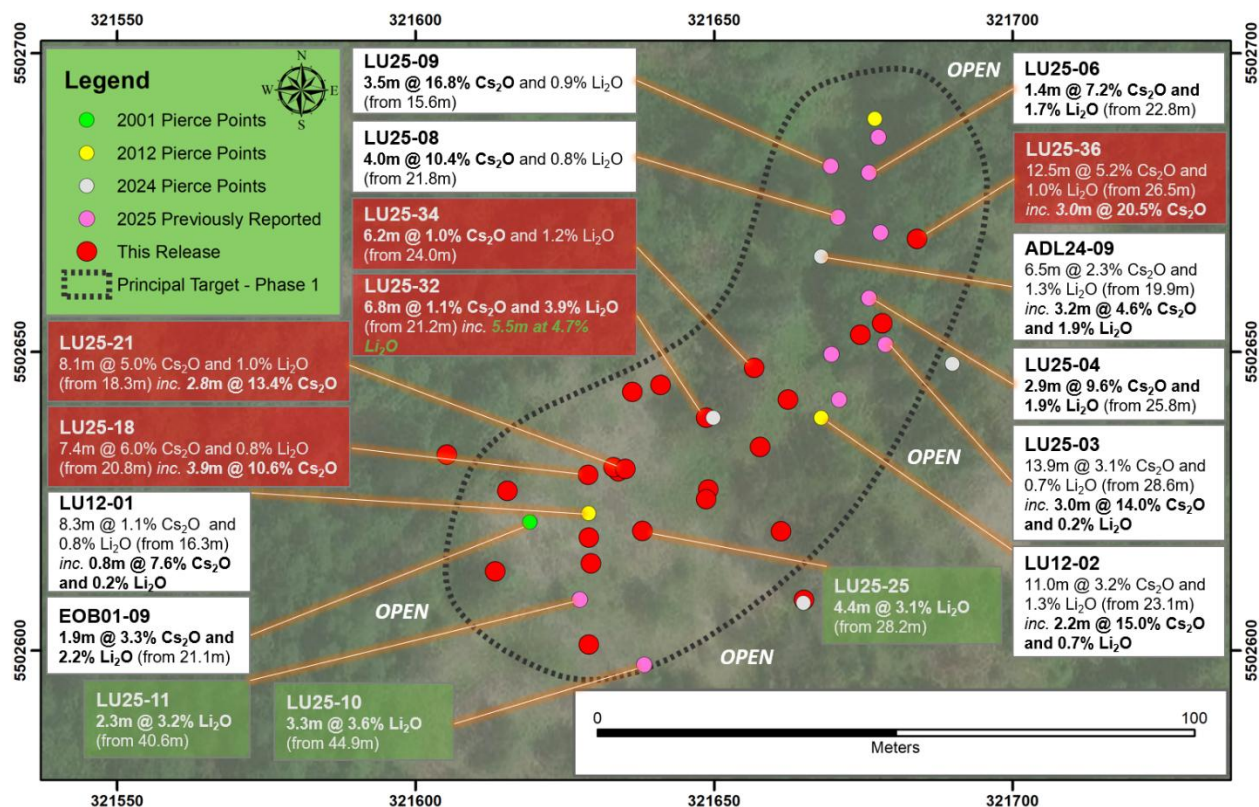 321550
321600
321650
321700
5502700
5502650
5502600
Legend
N
W E
S
2001 Pierce Points
2012 Pierce Points
2024 Pierce Points
2025 Previously Reported
This Release
Principal Target - Phase 1
LU25-09
3.5m @ 16.8% Cs₂O and 0.9% Li₂O
(from 15.6m)
LU25-08
4.0m @ 10.4% Cs₂O and 0.8% Li₂O
(from 21.8m)
LU25-34
6.2m @ 1.0% Cs₂O and 1.2% Li₂O
(from 24.0m)
LU25-32
6.8m @ 1.1% Cs₂O and 3.9% Li₂O
(from 21.2m) inc. 5.5m at 4.7%
Li₂O
LU25-21
8.1m @ 5.0% Cs₂O and 1.0% Li₂O
(from 18.3m) inc. 2.8m @ 13.4% Cs₂O
LU25-18
7.4m @ 6.0% Cs₂O and 0.8% Li₂O
(from 20.8m) inc. 3.9m @ 10.6% Cs₂O
LU12-01
8.3m @ 1.1% Cs₂O and
0.8% Li₂O (from 16.3m)
inc. 0.8m @ 7.6% Cs₂O
and 0.2% Li₂O
EOB01-09
1.9m @ 3.3% Cs₂O and
2.2% Li₂O (from 21.1m)
LU25-11
2.3m @ 3.2% Li₂O
(from 40.6m)
LU25-10
3.3m @ 3.6% Li₂O
(from 44.9m)
OPEN
OPEN
OPEN
OPEN
LU25-06
1.4m @ 7.2% Cs₂O and
1.7% Li₂O (from 22.8m)
LU25-36
12.5m @ 5.2% Cs₂O and
1.0% Li₂O (from 26.5m)
inc. 3.0m @ 20.5% Cs₂O
ADL24-09
6.5m @ 2.3% Cs₂O and
1.3% Li₂O (from 19.9m)
inc. 3.2m @ 4.6% Cs₂O
and 1.9% Li₂O
LU25-04
2.9m @ 9.6% Cs₂O and
1.9% Li₂O (from 25.8m)
LU25-03
13.9m @ 3.1% Cs₂O and
0.7% Li₂O (from 28.6m)
inc. 3.0m @ 14.0% Cs₂O
and 0.2% Li₂O
LU12-02
11.0m @ 3.2% Cs₂O and
1.3% Li₂O (from 23.1m)
inc. 2.2m @ 15.0% Cs₂O
and 0.7% Li₂O
LU25-25
4.4m @ 3.1% Li₂O
(from 28.2m)
0 100
Meters
5502700
5502650
5502600
321550
321600
321650
321700